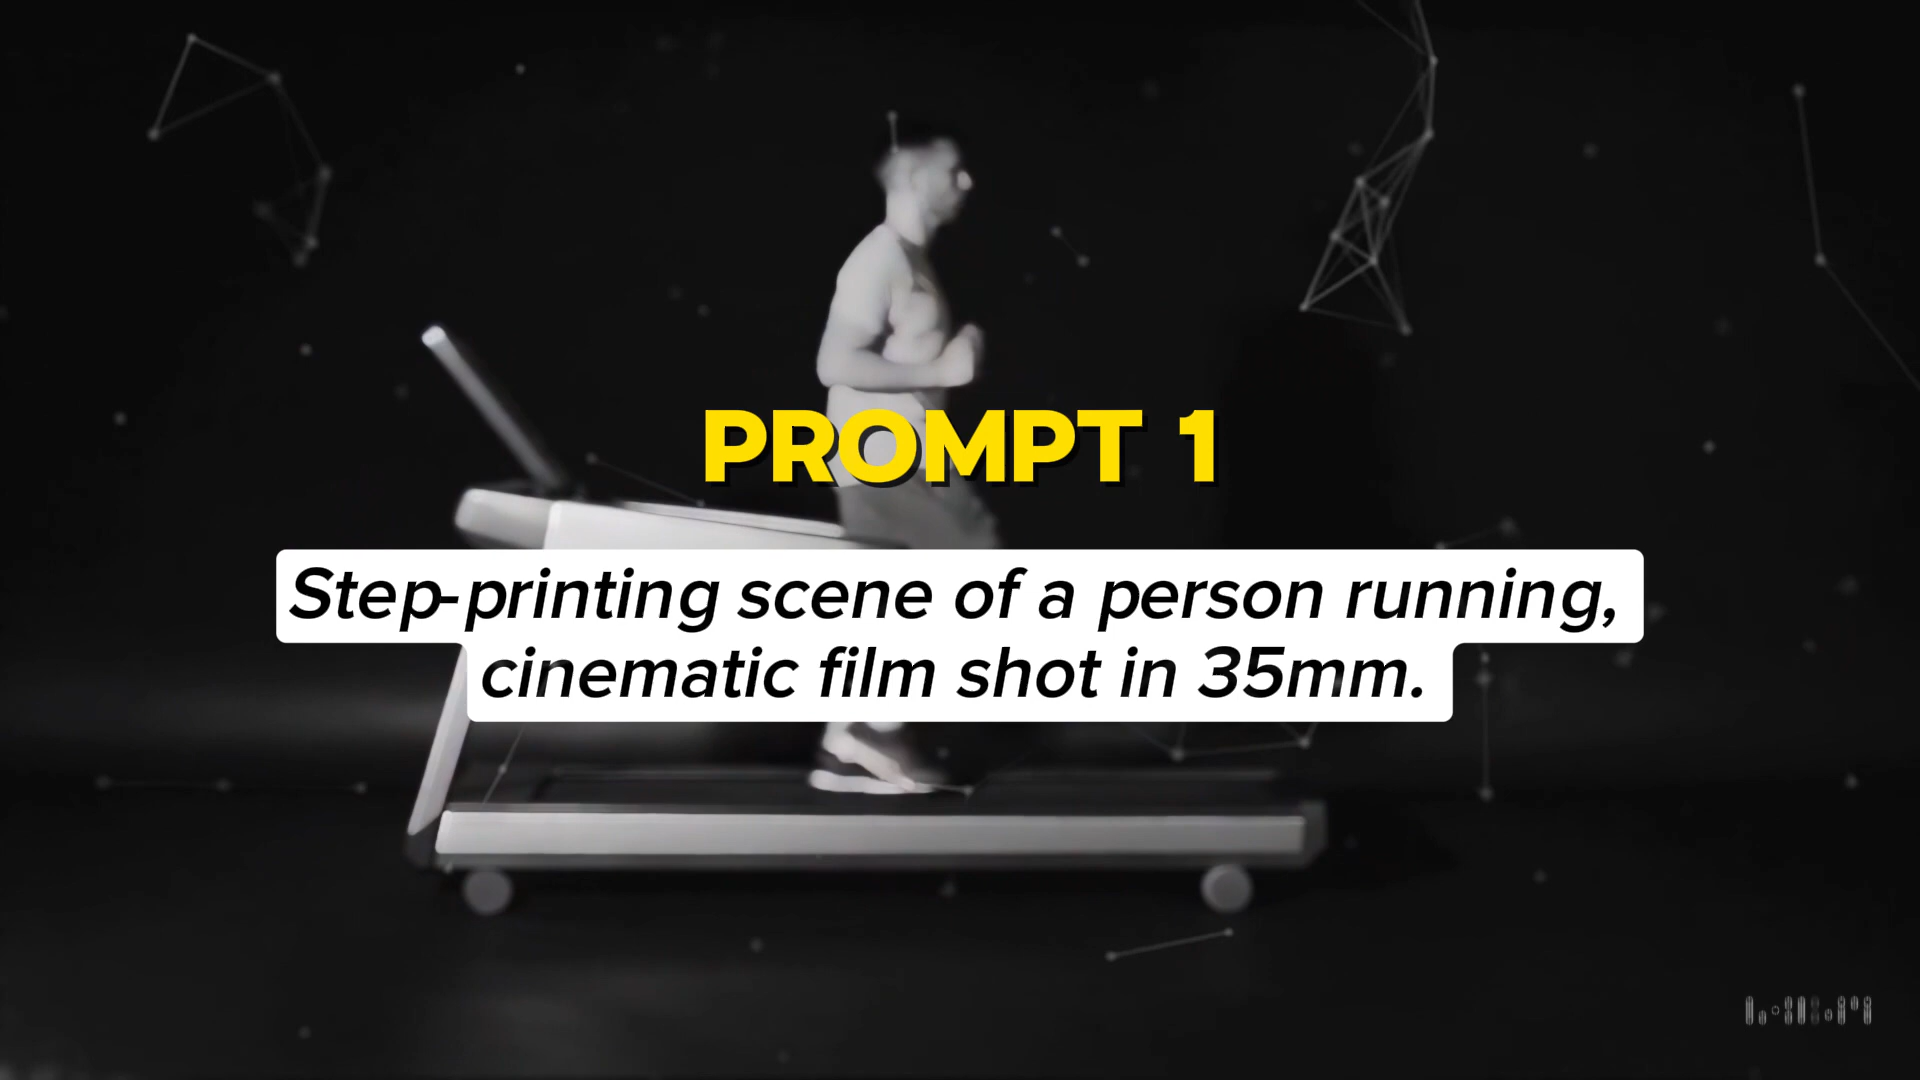 PROMPT 1
Step-printing scene of a person running,
cinematic film shot in 35mm.